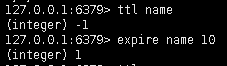 127.0.0.1:6379> ttl name
(integer) -1
127.0.0.1:6379> expire name 10
(integer) 1